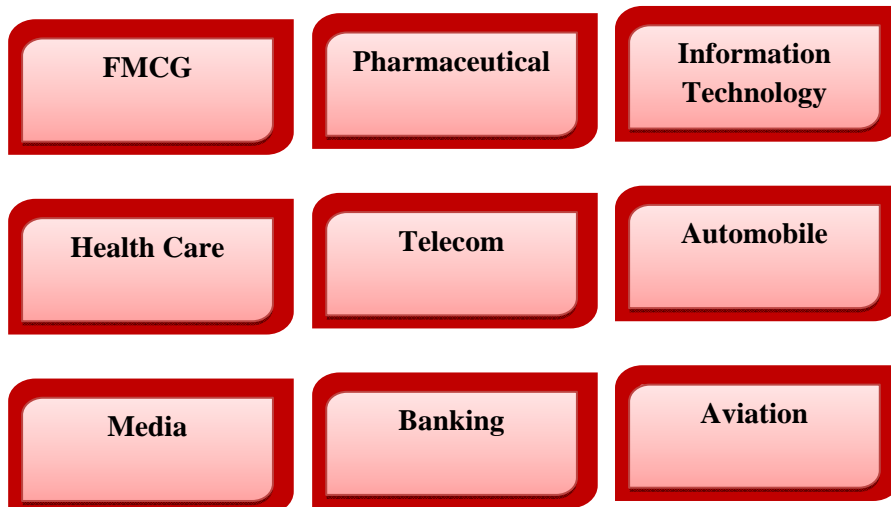 FMCG
Pharmaceutical
Information
Technology
Health Care
Telecom
Automobile
Media
Banking
Aviation